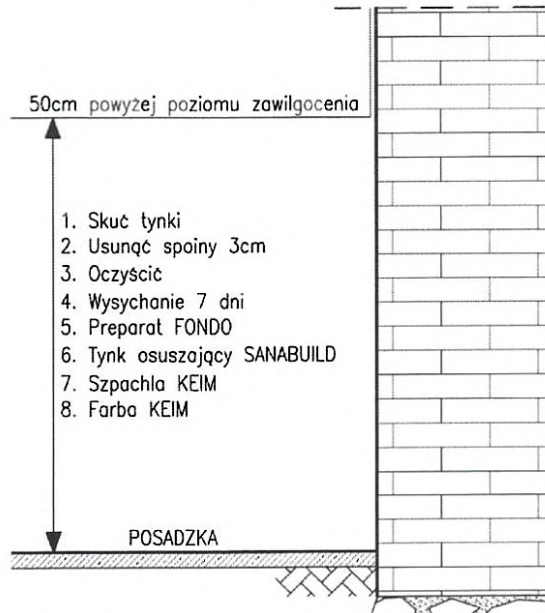 50cm powyżej poziomu zawilgocenia
1. Skuć tynki
2. Usunąć spoiny 3cm
3. Oczyścić
4. Wysychanie 7 dni
5. Preparat FONDO
6. Tynk osuszający SANABUILD
7. Szpachla KEIM
8. Farba KEIM
POSADZKA